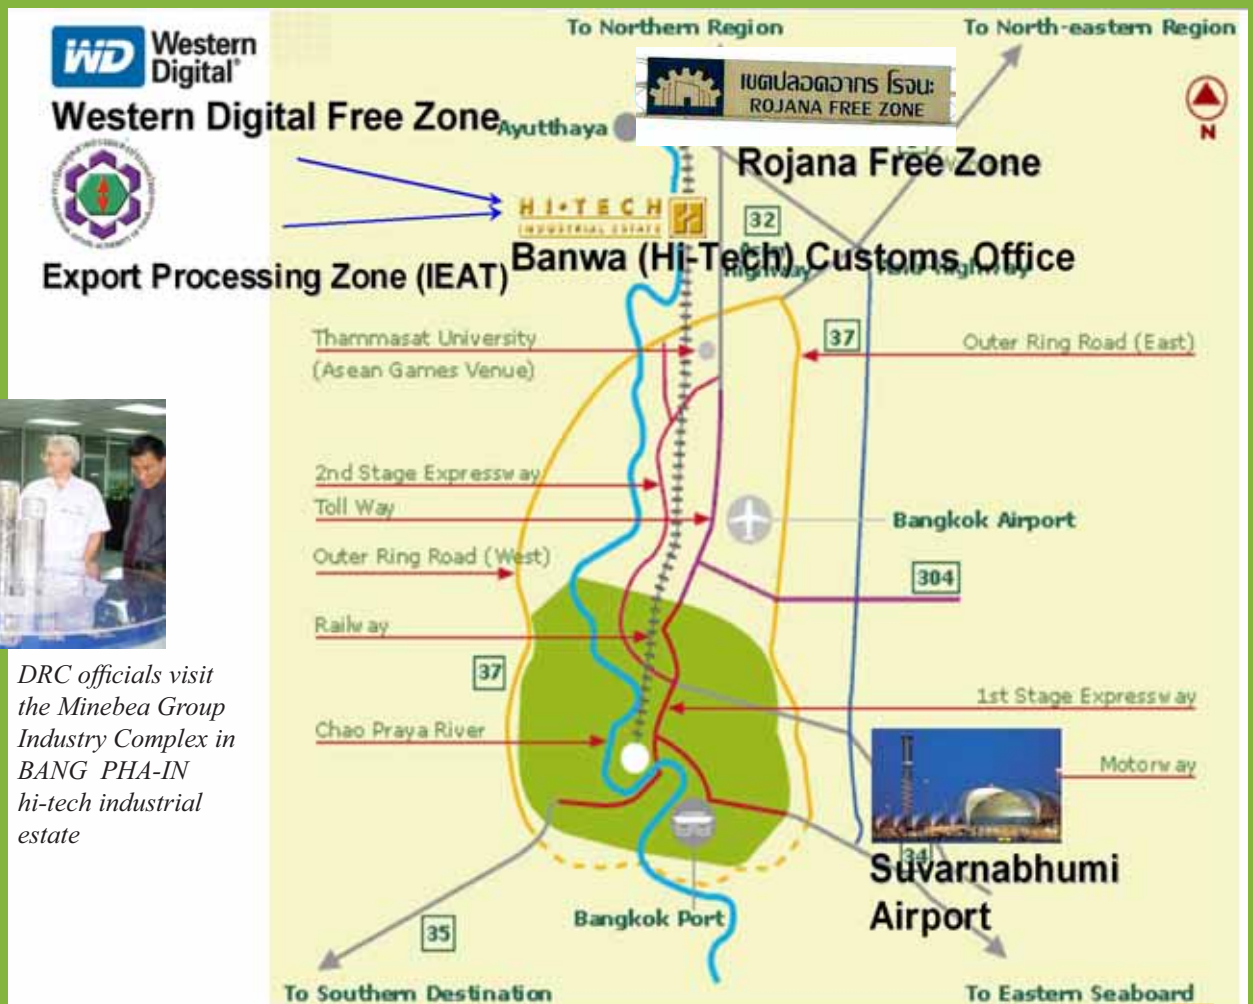 To Northern Region
To North-eastern Region
WD Western
Digital®
เขตปลอดอากร โรจนะ
ROJANA FREE ZONE
Western Digital Free Zone
Ayutthaya
N
Rojana Free Zone
HI•TECH
INDUSTRIAL ESTATE
32
Banwa (Hi-Tech) Customs Office
Highway
Export Processing Zone (IEAT)
Thammasat University
(Asean Games Venue)
37
Outer Ring Road (East)
2nd Stage Expressway
Toll Way
Bangkok Airport
Outer Ring Road (West)
304
Railway
37
1st Stage Expressway
Chao Praya River
Motorway
DRC officials visit
the Minebea Group
Industry Complex in
BANG PHA-IN
hi-tech industrial
estate
34
Suvarnabhumi
Airport
Bangkok Port
35
To Southern Destination
To Eastern Seaboard